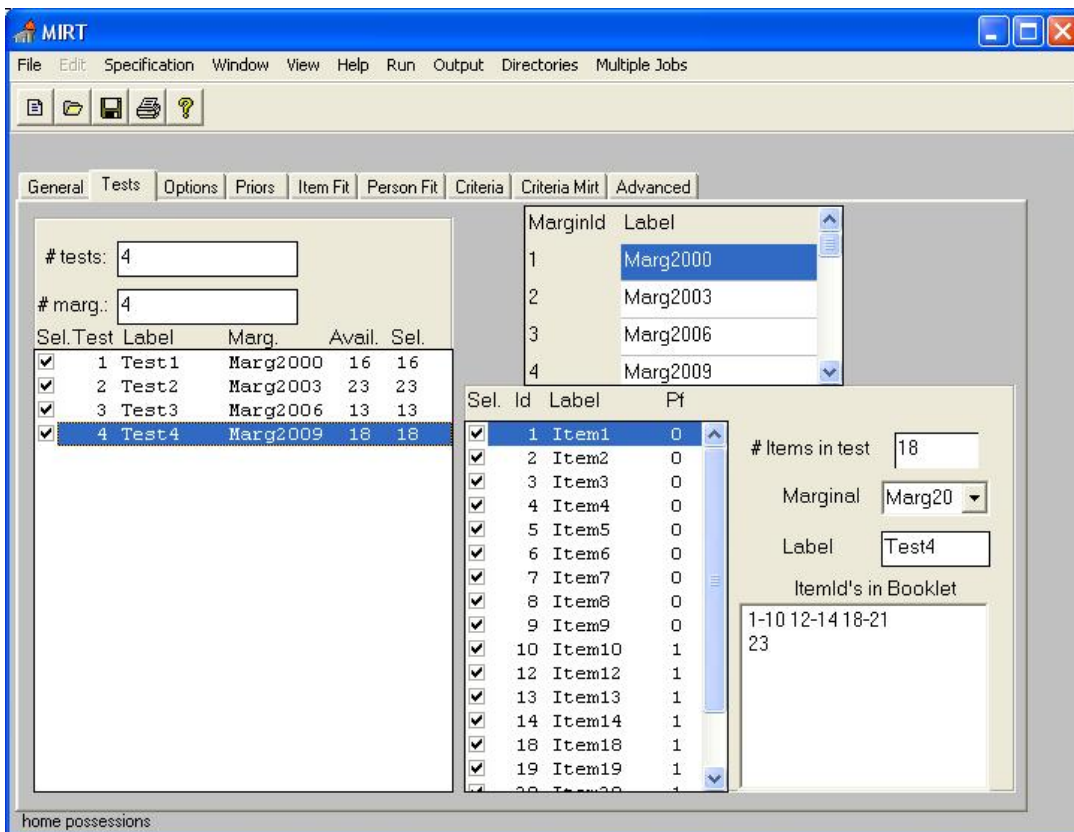 MIRT
File Edit Specification Window View Help Run Output Directories Multiple Jobs
General Tests Options Priors Item Fit Person Fit Criteria Criteria Mirt Advanced
# tests: 4
# marg.: 4
Sel. Test Label Marg. Avail. Sel.
1 Test1 Marg2000 16 16
2 Test2 Marg2003 23 23
3 Test3 Marg2006 13 13
4 Test4 Marg2009 18 18
MarginId Label
1 Marg2000
2 Marg2003
3 Marg2006
4 Marg2009
Sel. Id Label Pf
1 Item1 0
2 Item2 0
3 Item3 0
4 Item4 0
5 Item5 0
6 Item6 0
7 Item7 0
8 Item8 0
9 Item9 0
10 Item10 1
12 Item12 1
13 Item13 1
14 Item14 1
18 Item18 1
19 Item19 1
# Items in test 18
Marginal Marg20
Label Test4
ItemId's in Booklet
1-10 12-14 18-21
23
home possessions